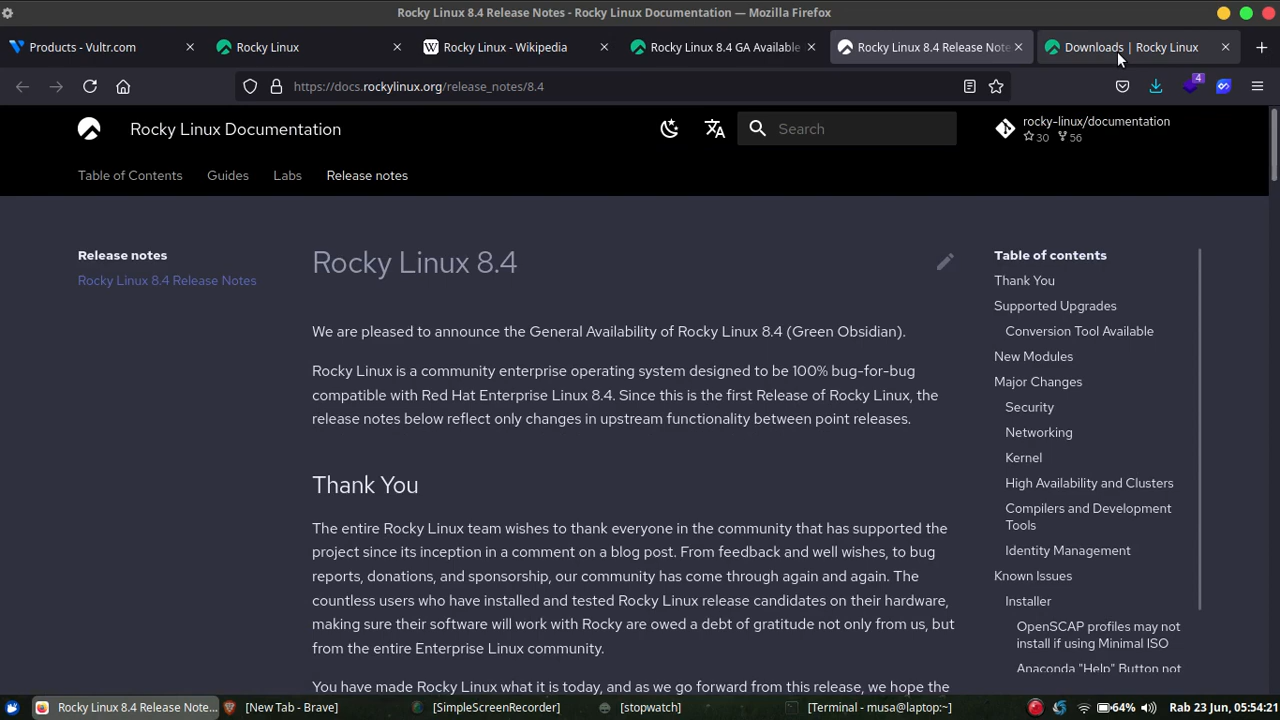 Rocky Linux 8.4 Release Notes - Rocky Linux Documentation — Mozilla Firefox
Products - Vultr.com
Rocky Linux
Rocky Linux - Wikipedia
Rocky Linux 8.4 GA Available
Rocky Linux 8.4 Release Note
Downloads | Rocky Linux
https://docs.rockylinux.org/release_notes/8.4
4
Rocky Linux Documentation
Search
rocky-linux/documentation
30 56
Table of Contents
Guides
Labs
Release notes
Release notes
Rocky Linux 8.4 Release Notes
Rocky Linux 8.4
We are pleased to announce the General Availability of Rocky Linux 8.4 (Green Obsidian).
Rocky Linux is a community enterprise operating system designed to be 100% bug-for-bug
compatible with Red Hat Enterprise Linux 8.4. Since this is the first Release of Rocky Linux, the
release notes below reflect only changes in upstream functionality between point releases.
Thank You
The entire Rocky Linux team wishes to thank everyone in the community that has supported the
project since its inception in a comment on a blog post. From feedback and well wishes, to bug
reports, donations, and sponsorship, our community has come through again and again. The
countless users who have installed and tested Rocky Linux release candidates on their hardware,
making sure their software will work with Rocky are owed a debt of gratitude not only from us, but
from the entire Enterprise Linux community.
You have made Rocky Linux what it is today, and as we go forward from this release, we hope the
Table of contents
Thank You
Supported Upgrades
Conversion Tool Available
New Modules
Major Changes
Security
Networking
Kernel
High Availability and Clusters
Compilers and Development
Tools
Identity Management
Known Issues
Installer
OpenSCAP profiles may not
install if using Minimal ISO
Anaconda "Help" Button not
Rocky Linux 8.4 Release Note...
[New Tab - Brave]
[SimpleScreenRecorder]
[stopwatch]
[Terminal - musa@laptop:~]
64%
Rab 23 Jun, 05:54:21